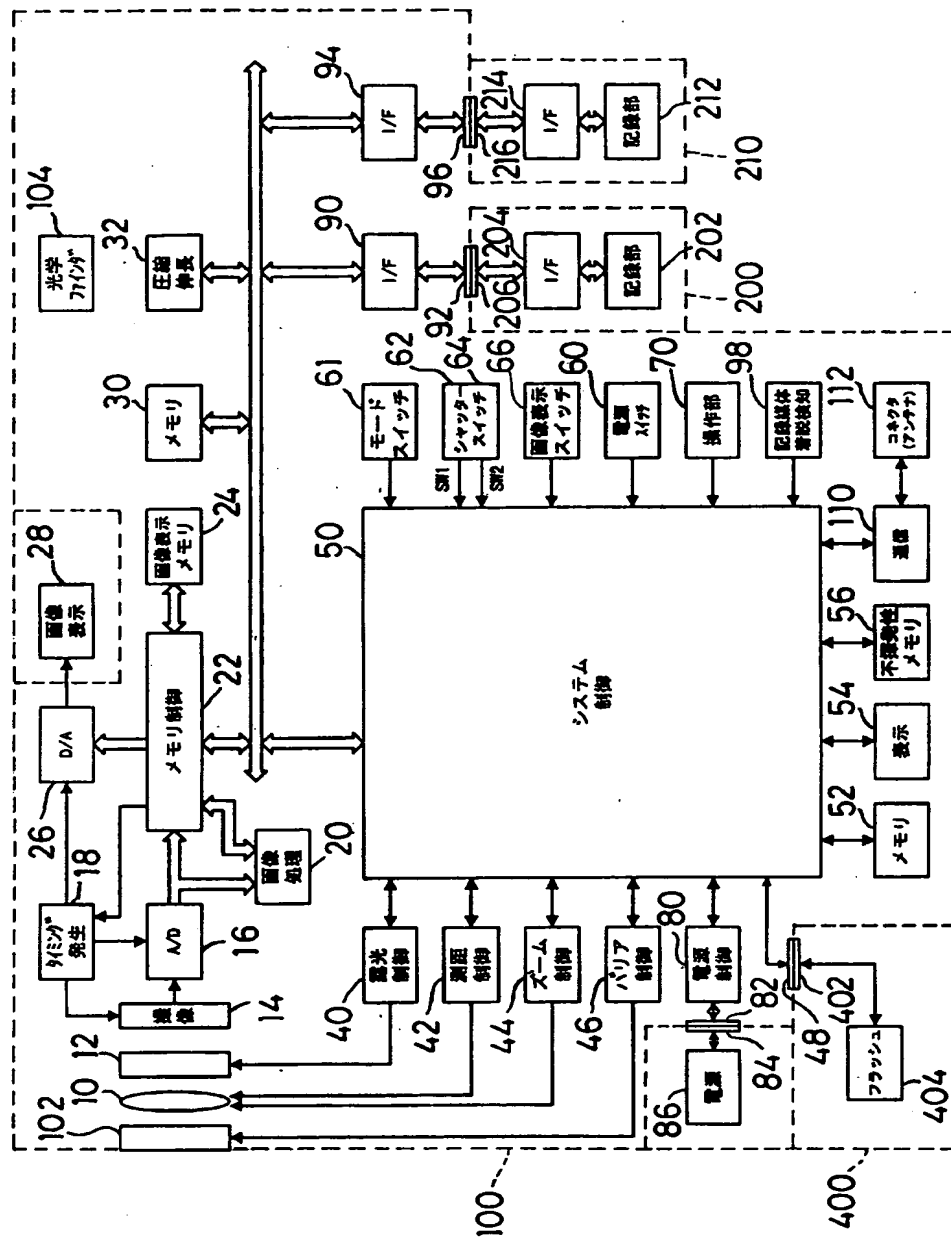 104
光学
ファインダ
32
圧縮
伸長
30
メモリ
28
画像
表示
24
画像表示
メモリ
26
D/A
22
メモリ制御
18
タイミング
発生
16
A/D
20
画像
処理
14
撮像
12
10
102
94
I/F
96
216
214
I/F
212
記録部
210
90
I/F
92
206
204
I/F
202
記録部
200
61
モード
スイッチ
62
64
シャッター
スイッチ
SW1
SW2
66
画像表示
スイッチ
60
電源
スイッチ
70
操作部
98
記録媒体
着脱検知
112
コネクタ
(アンテナ)
110
通信
50
システム
制御
56
不揮発性
メモリ
54
表示
52
メモリ
40
露光
制御
42
測距
制御
44
ズーム
制御
46
バリア
制御
80
電源
制御
82
84
86
電源
48
402
404
フラッシュ
100
400